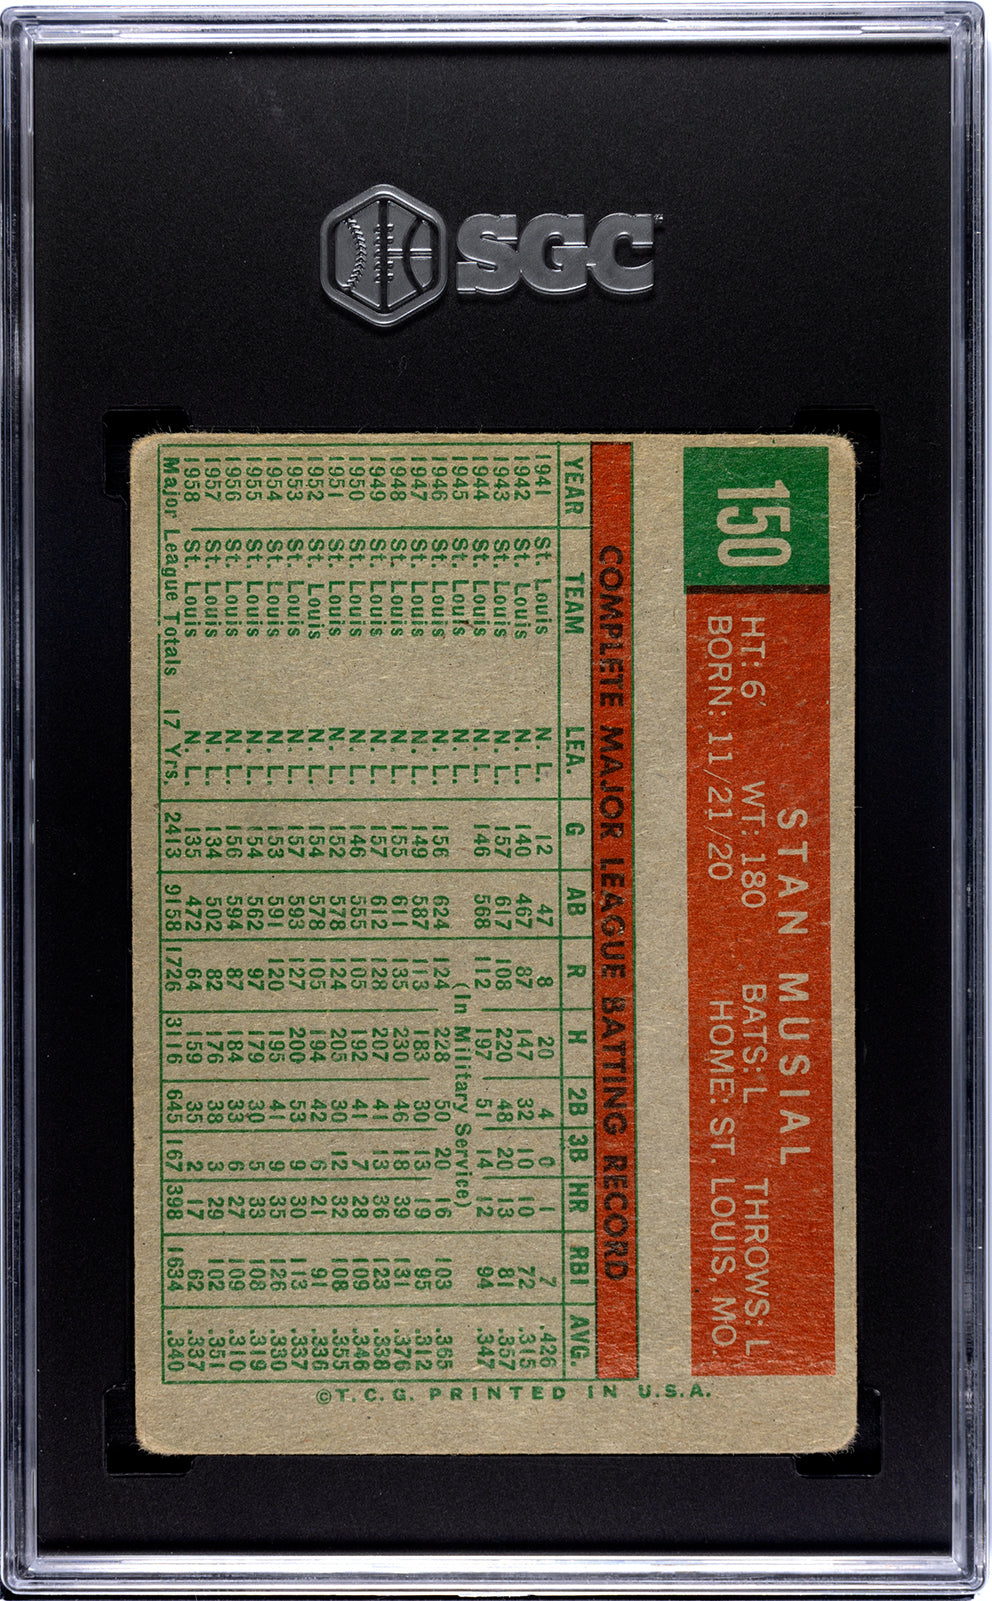 SGC
150
STAN MUSIAL
HT: 6' WT: 180 BATS: L THROWS: L
BORN: 11/21/20 HOME: ST. LOUIS, MO.
COMPLETE MAJOR LEAGUE BATTING RECORD
YEAR TEAM LEA. G AB R H 2B 3B HR RBI AVG.
1941 St. Louis N. L. 12 47 8 20 4 0 1 7 .426
1942 St. Louis N. L. 140 467 87 147 32 10 10 72 .315
1943 St. Louis N. L. 157 617 108 220 48 20 13 81 .357
1944 St. Louis N. L. 146 568 112 197 51 14 12 94 .347
1945 St. Louis N. L. (In Military Service)
1946 St. Louis N. L. 156 624 124 228 50 20 16 103 .365
1947 St. Louis N. L. 149 587 113 183 30 13 19 95 .312
1948 St. Louis N. L. 155 611 135 230 46 18 39 131 .376
1949 St. Louis N. L. 157 612 128 207 41 13 36 123 .338
1950 St. Louis N. L. 146 555 105 192 41 7 28 109 .346
1951 St. Louis N. L. 152 578 124 205 30 12 32 108 .355
1952 St. Louis N. L. 154 578 105 194 42 6 21 91 .336
1953 St. Louis N. L. 157 593 127 200 53 9 30 113 .337
1954 St. Louis N. L. 153 591 120 195 41 9 35 126 .330
1955 St. Louis N. L. 154 562 97 179 30 5 33 108 .319
1956 St. Louis N. L. 156 594 87 184 33 6 27 109 .310
1957 St. Louis N. L. 134 502 82 176 38 3 29 102 .351
1958 St. Louis N. L. 135 472 64 159 35 2 17 62 .337
Major League Totals 17 Yrs. 2413 9158 1726 3116 645 167 398 1634 .340
©T. C. G. PRINTED IN U.S.A.